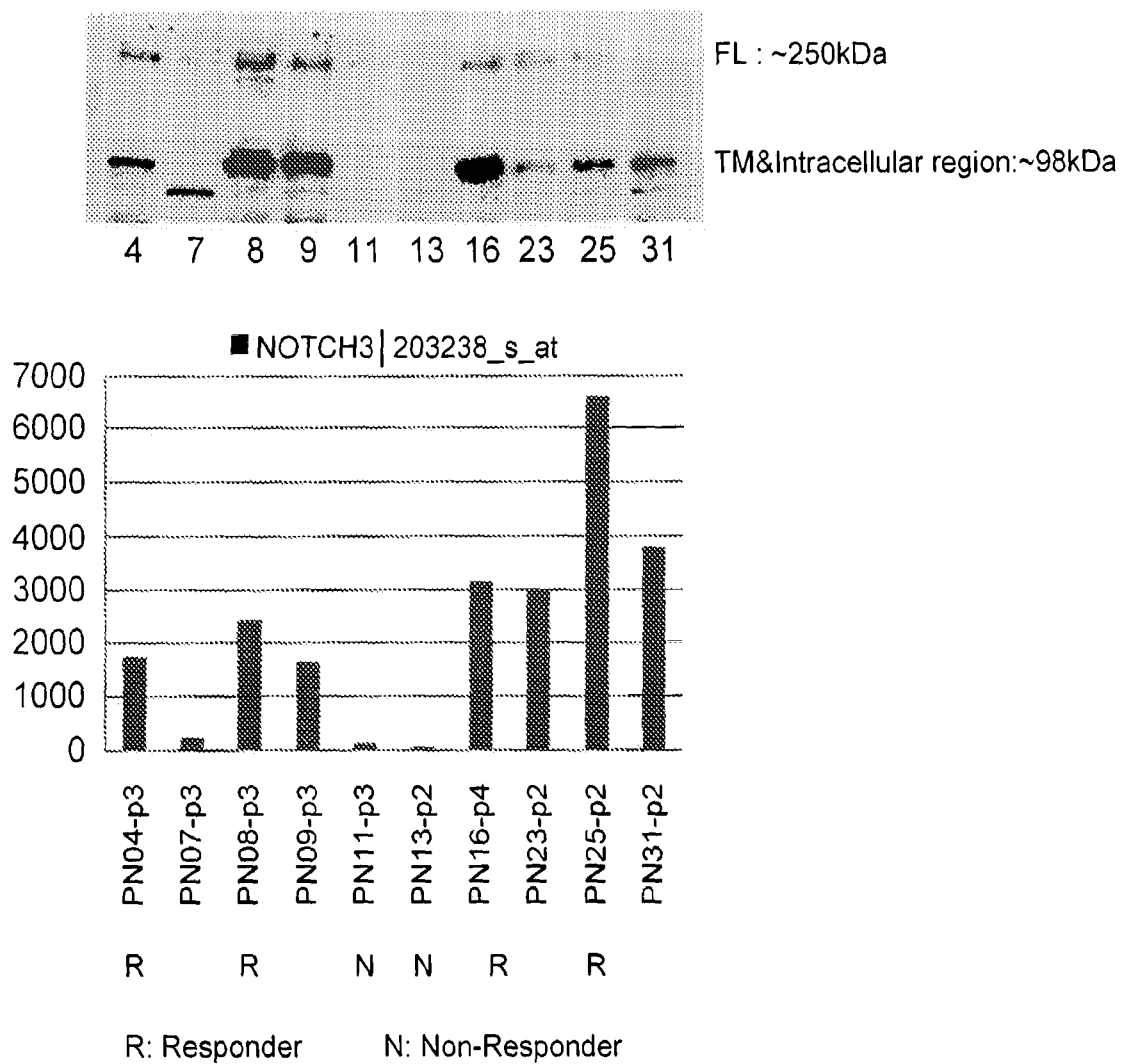 FL : ~250kDa
TM&Intracellular region:~98kDa
4 7 8 9 11 13 16 23 25 31
NOTCH3| 203238_s_at
7000
6000
5000
4000
3000
2000
1000
0
PN04-p3
PN07-p3
PN08-p3
PN09-p3
PN11-p3
PN13-p2
PN16-p4
PN23-p2
PN25-p2
PN31-p2
R R N N R R
R: Responder N: Non-Responder